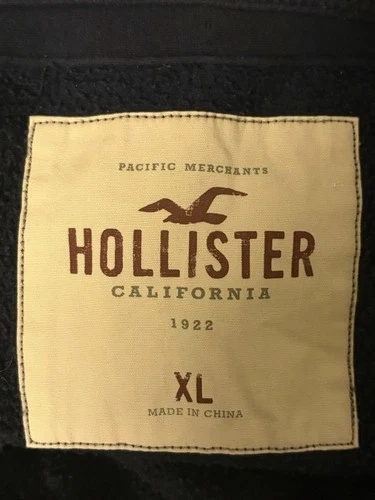 PACIFIC MERCHANTS
HOLLISTER
CALIFORNIA
1922
XL
MADE IN CHINA